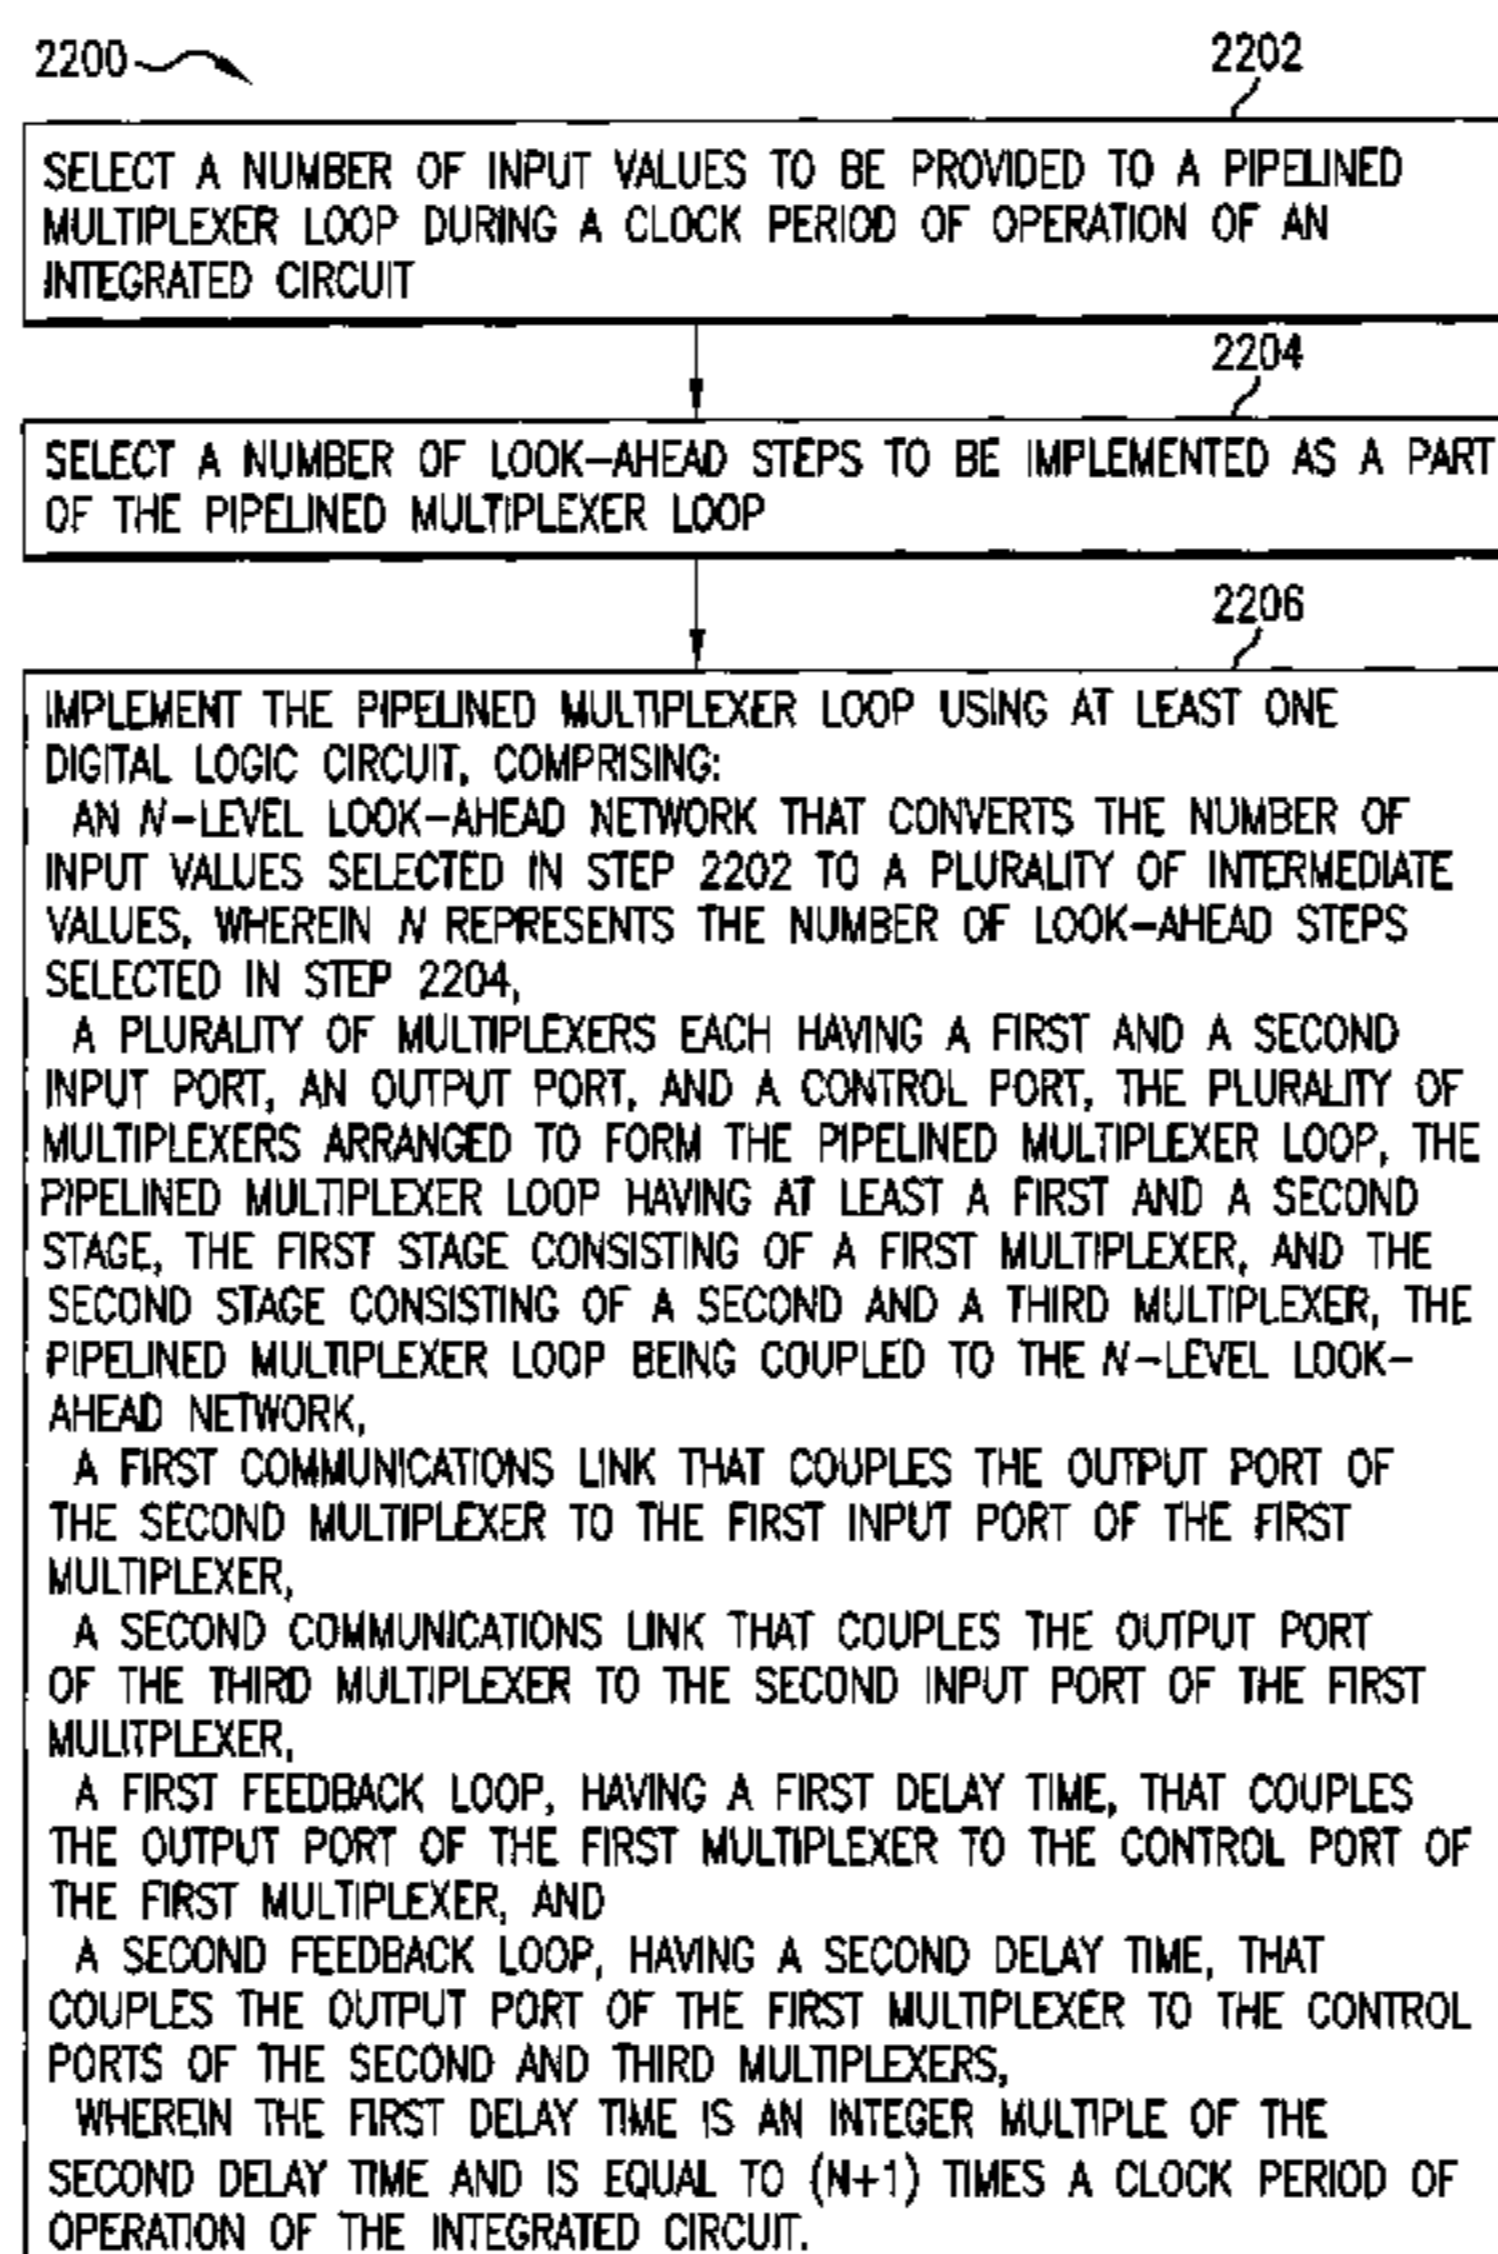 2200
2202
SELECT A NUMBER OF INPUT VALUES TO BE PROVIDED TO A PIPELINED
MULTIPLEXER LOOP DURING A CLOCK PERIOD OF OPERATION OF AN
INTEGRATED CIRCUIT
2204
SELECT A NUMBER OF LOOK-AHEAD STEPS TO BE IMPLEMENTED AS A PART
OF THE PIPELINED MULTIPLEXER LOOP
2206
IMPLEMENT THE PIPELINED MULTIPLEXER LOOP USING AT LEAST ONE
DIGITAL LOGIC CIRCUIT, COMPRISING:
AN N-LEVEL LOOK-AHEAD NETWORK THAT CONVERTS THE NUMBER OF
INPUT VALUES SELECTED IN STEP 2202 TO A PLURALITY OF INTERMEDIATE
VALUES, WHEREIN N REPRESENTS THE NUMBER OF LOOK-AHEAD STEPS
SELECTED IN STEP 2204,
A PLURALITY OF MULTIPLEXERS EACH HAVING A FIRST AND A SECOND
INPUT PORT, AN OUTPUT PORT, AND A CONTROL PORT, THE PLURALITY OF
MULTIPLEXERS ARRANGED TO FORM THE PIPELINED MULTIPLEXER LOOP, THE
PIPELINED MULTIPLEXER LOOP HAVING AT LEAST A FIRST AND A SECOND
STAGE, THE FIRST STAGE CONSISTING OF A FIRST MULTIPLEXER, AND THE
SECOND STAGE CONSISTING OF A SECOND AND A THIRD MULTIPLEXER, THE
PIPELINED MULTIPLEXER LOOP BEING COUPLED TO THE N-LEVEL LOOK-
AHEAD NETWORK,
A FIRST COMMUNICATIONS LINK THAT COUPLES THE OUTPUT PORT OF
THE SECOND MULTIPLEXER TO THE FIRST INPUT PORT OF THE FIRST
MULTIPLEXER,
A SECOND COMMUNICATIONS LINK THAT COUPLES THE OUTPUT PORT
OF THE THIRD MULTIPLEXER TO THE SECOND INPUT PORT OF THE FIRST
MULITPLEXER,
A FIRST FEEDBACK LOOP, HAVING A FIRST DELAY TIME, THAT COUPLES
THE OUTPUT PORT OF THE FIRST MULTIPLEXER TO THE CONTROL PORT OF
THE FIRST MULTIPLEXER, AND
A SECOND FEEDBACK LOOP, HAVING A SECOND DELAY TIME, THAT
COUPLES THE OUTPUT PORT OF THE FIRST MULTIPLEXER TO THE CONTROL
PORTS OF THE SECOND AND THIRD MULTIPLEXERS,
WHEREIN THE FIRST DELAY TIME IS AN INTEGER MULTIPLE OF THE
SECOND DELAY TIME AND IS EQUAL TO (N+1) TIMES A CLOCK PERIOD OF
OPERATION OF THE INTEGRATED CIRCUIT.